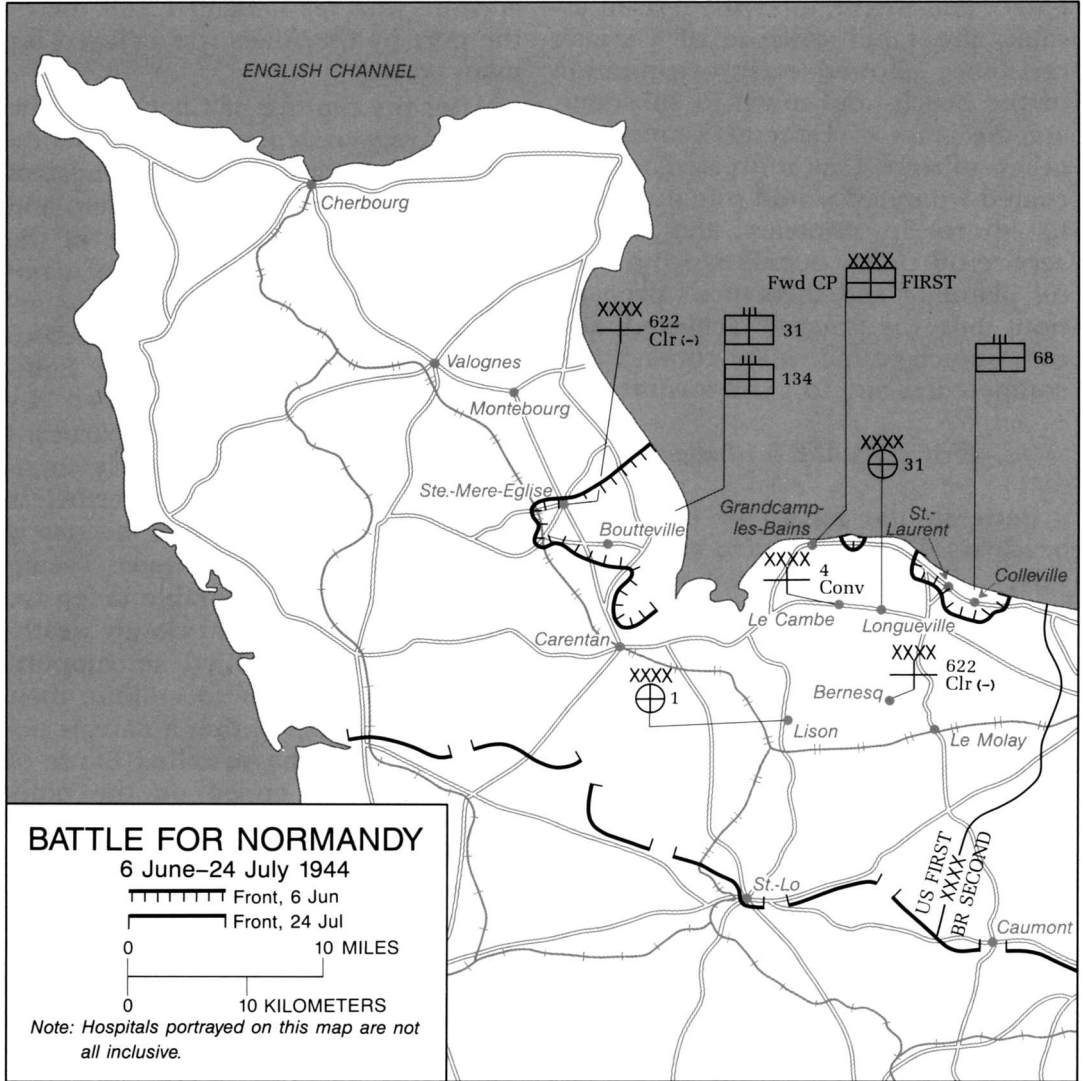 ENGLISH CHANNEL
Cherbourg
XXXX
Fwd CP
FIRST
XXXX
622
Clr (-)
III
31
III
134
III
68
Valognes
Montebourg
XXXX
31
Ste.-Mere-Eglise
Boutteville
Grandcamp-
les-Bains
St.-
Laurent
Colleville
XXXX
4
Conv
Le Cambe
Longueville
Carentan
XXXX
622
Clr (-)
XXXX
1
Bernesq
Lison
Le Molay
US FIRST
XXXX
BR SECOND
St.-Lo
Caumont
BATTLE FOR NORMANDY
6 June–24 July 1944
Front, 6 Jun
Front, 24 Jul
0 10 MILES
0 10 KILOMETERS
Note: Hospitals portrayed on this map are not
all inclusive.